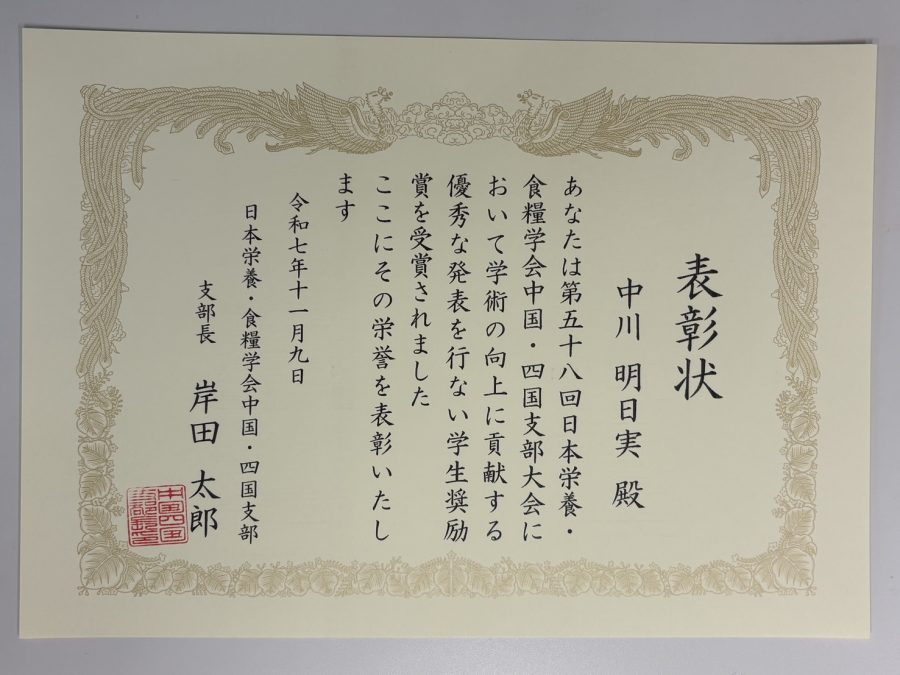 表彰状
中川 明日実 殿
あなたは第五十八回日本栄養・
食糧学会中国・四国支部大会に
おいて学術の向上に貢献する
優秀な発表を行ない学生奨励
賞を受賞されました
ここにその栄誉を表彰いたし
ます
令和七年十一月九日
日本栄養・食糧学会中国・四国支部
支部長 岸田 太郎